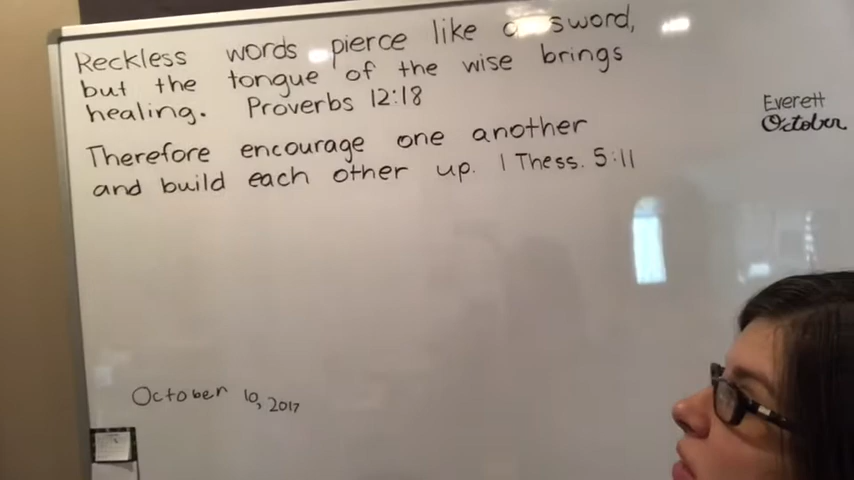 Reckless words pierce like a sword,
but the tongue of the wise brings
healing. Proverbs 12:18
Therefore encourage one another
and build each other up. 1 Thess. 5:11
Everett
October
October 10, 2017